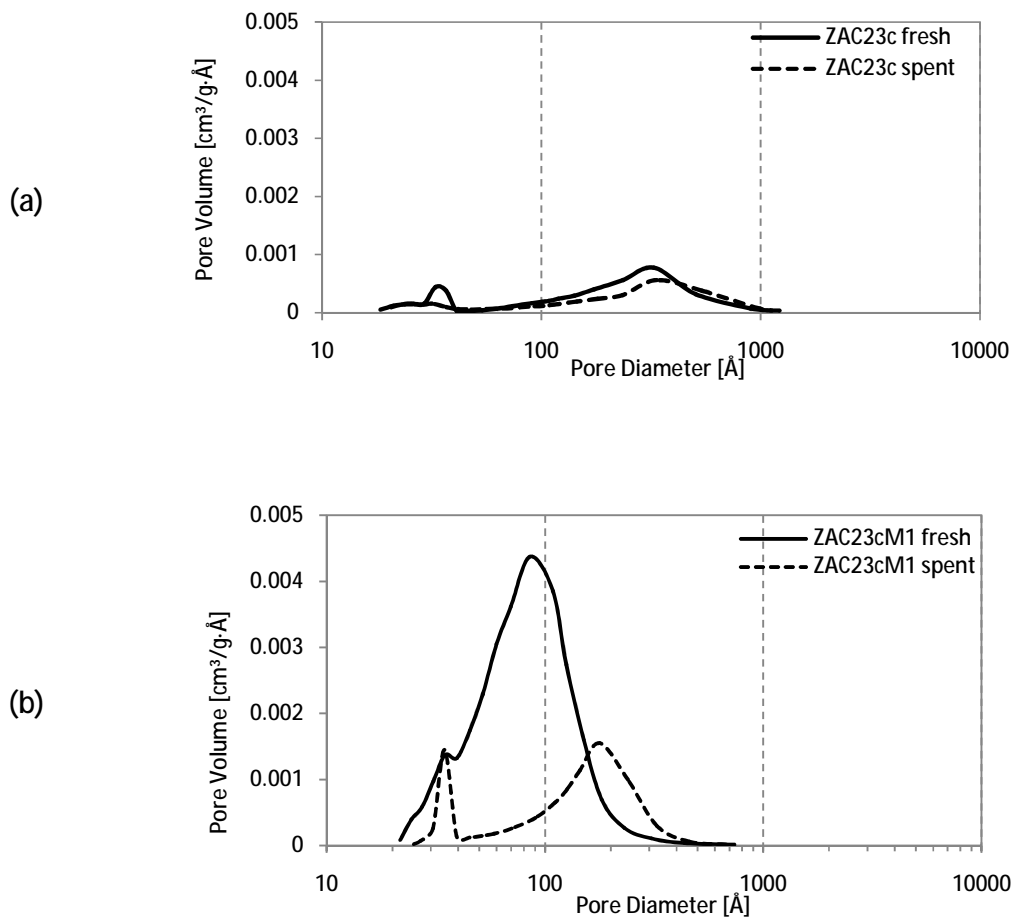 (a)
Pore Volume [cm³/g·Å]
0.005
0.004
0.003
0.002
0.001
0
ZAC23c fresh
ZAC23c spent
10
100
1000
10000
Pore Diameter [Å]
(b)
Pore Volume [cm³/g·Å]
0.005
0.004
0.003
0.002
0.001
0
ZAC23cM1 fresh
ZAC23cM1 spent
10
100
1000
10000
Pore Diameter [Å]